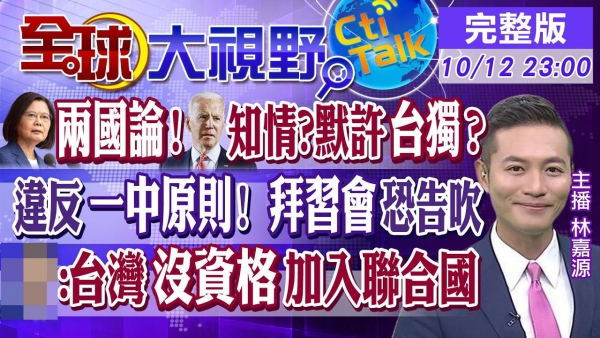 全球大視野
Cti Talk
完整版
10/12 23:00
兩國論! 知情?默許 台獨?
違反 一中原則! 拜習會 恐告吹
:台灣 沒資格 加入聯合國
主播 林嘉源